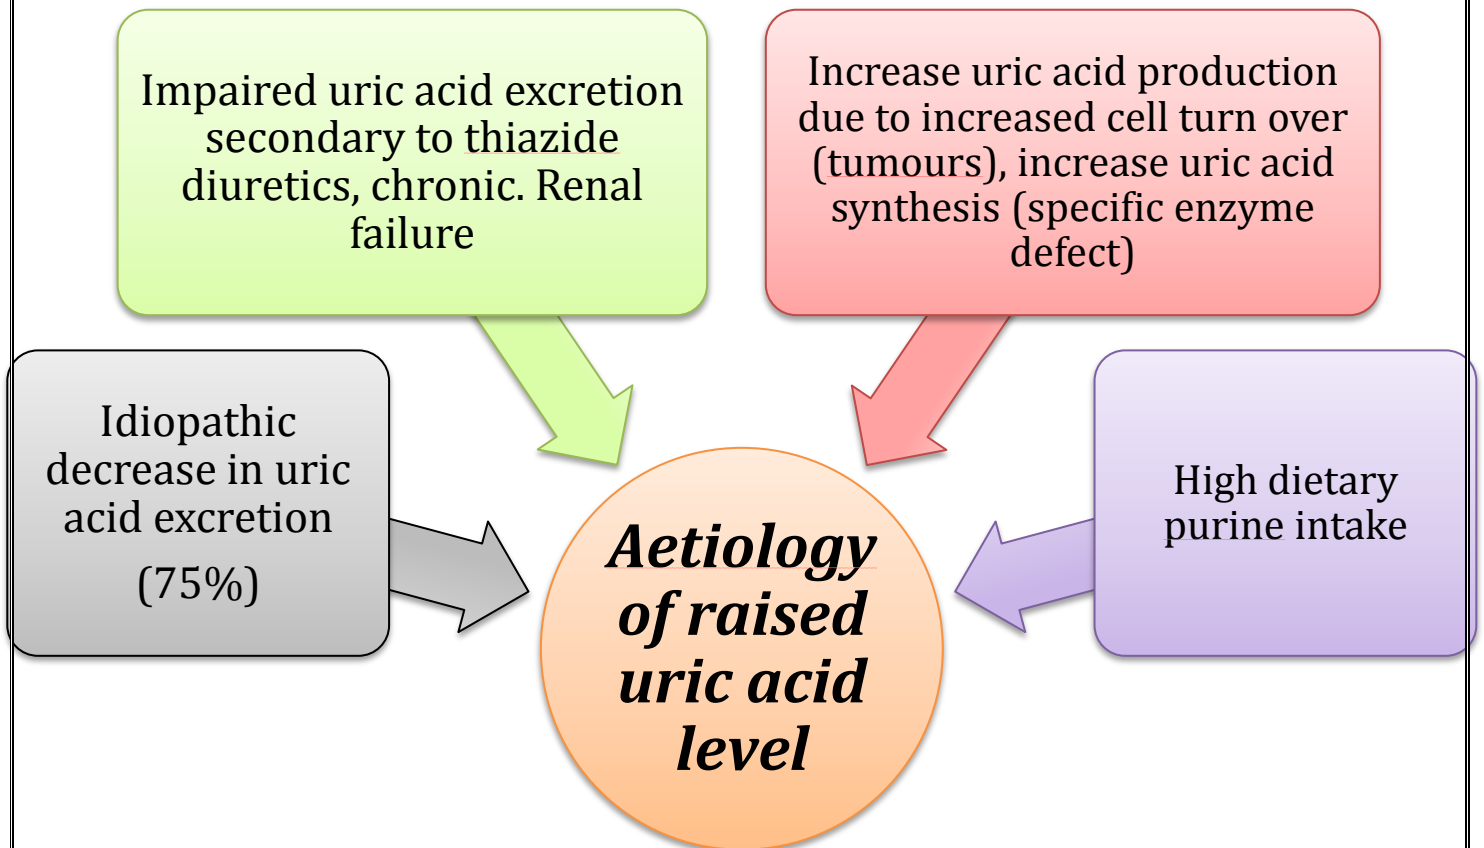 Impaired uric acid excretion
secondary to thiazide
diuretics, chronic. Renal
failure
Increase uric acid production
due to increased cell turn over
(tumours), increase uric acid
synthesis (specific enzyme
defect)
Idiopathic
decrease in uric
acid excretion
(75%)
High dietary
purine intake
Aetiology
of raised
uric acid
level